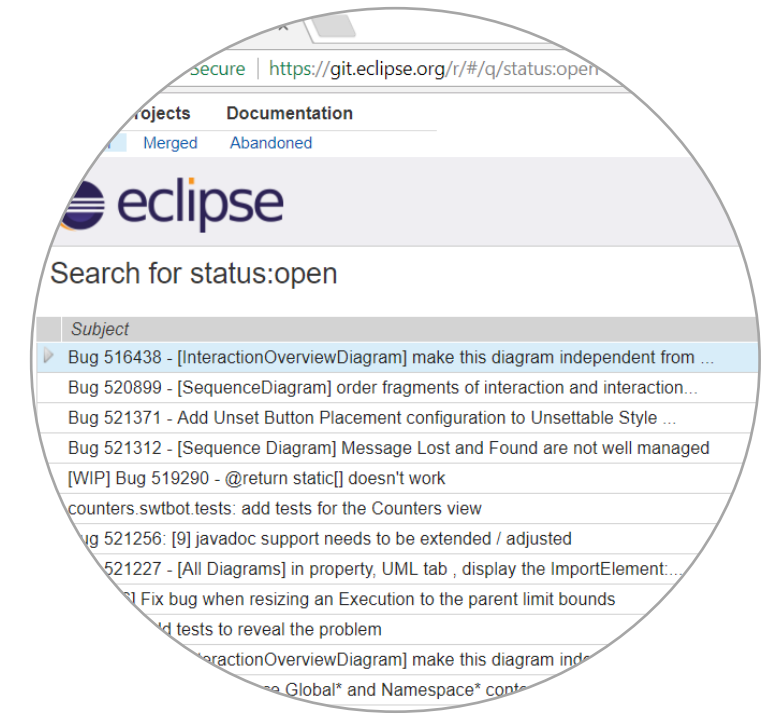 Secure | https://git.eclipse.org/r/#/q/status:open
Documentation
Merged Abandoned
eclipse
Search for status:open
Subject
Bug 516438 - [InteractionOverviewDiagram] make this diagram independent from ...
Bug 520899 - [SequenceDiagram] order fragments of interaction and interaction...
Bug 521371 - Add Unset Button Placement configuration to Unsettable Style ...
Bug 521312 - [Sequence Diagram] Message Lost and Found are not well managed
[WIP] Bug 519290 - @return static[] doesn't work
counters.swtbot.tests: add tests for the Counters view
Bug 521256: [9] javadoc support needs to be extended / adjusted
521227 - [All Diagrams] in property, UML tab , display the ImportElement:...
Fix bug when resizing an Execution to the parent limit bounds
tests to reveal the problem
make this diagram
Global* and Namespace*